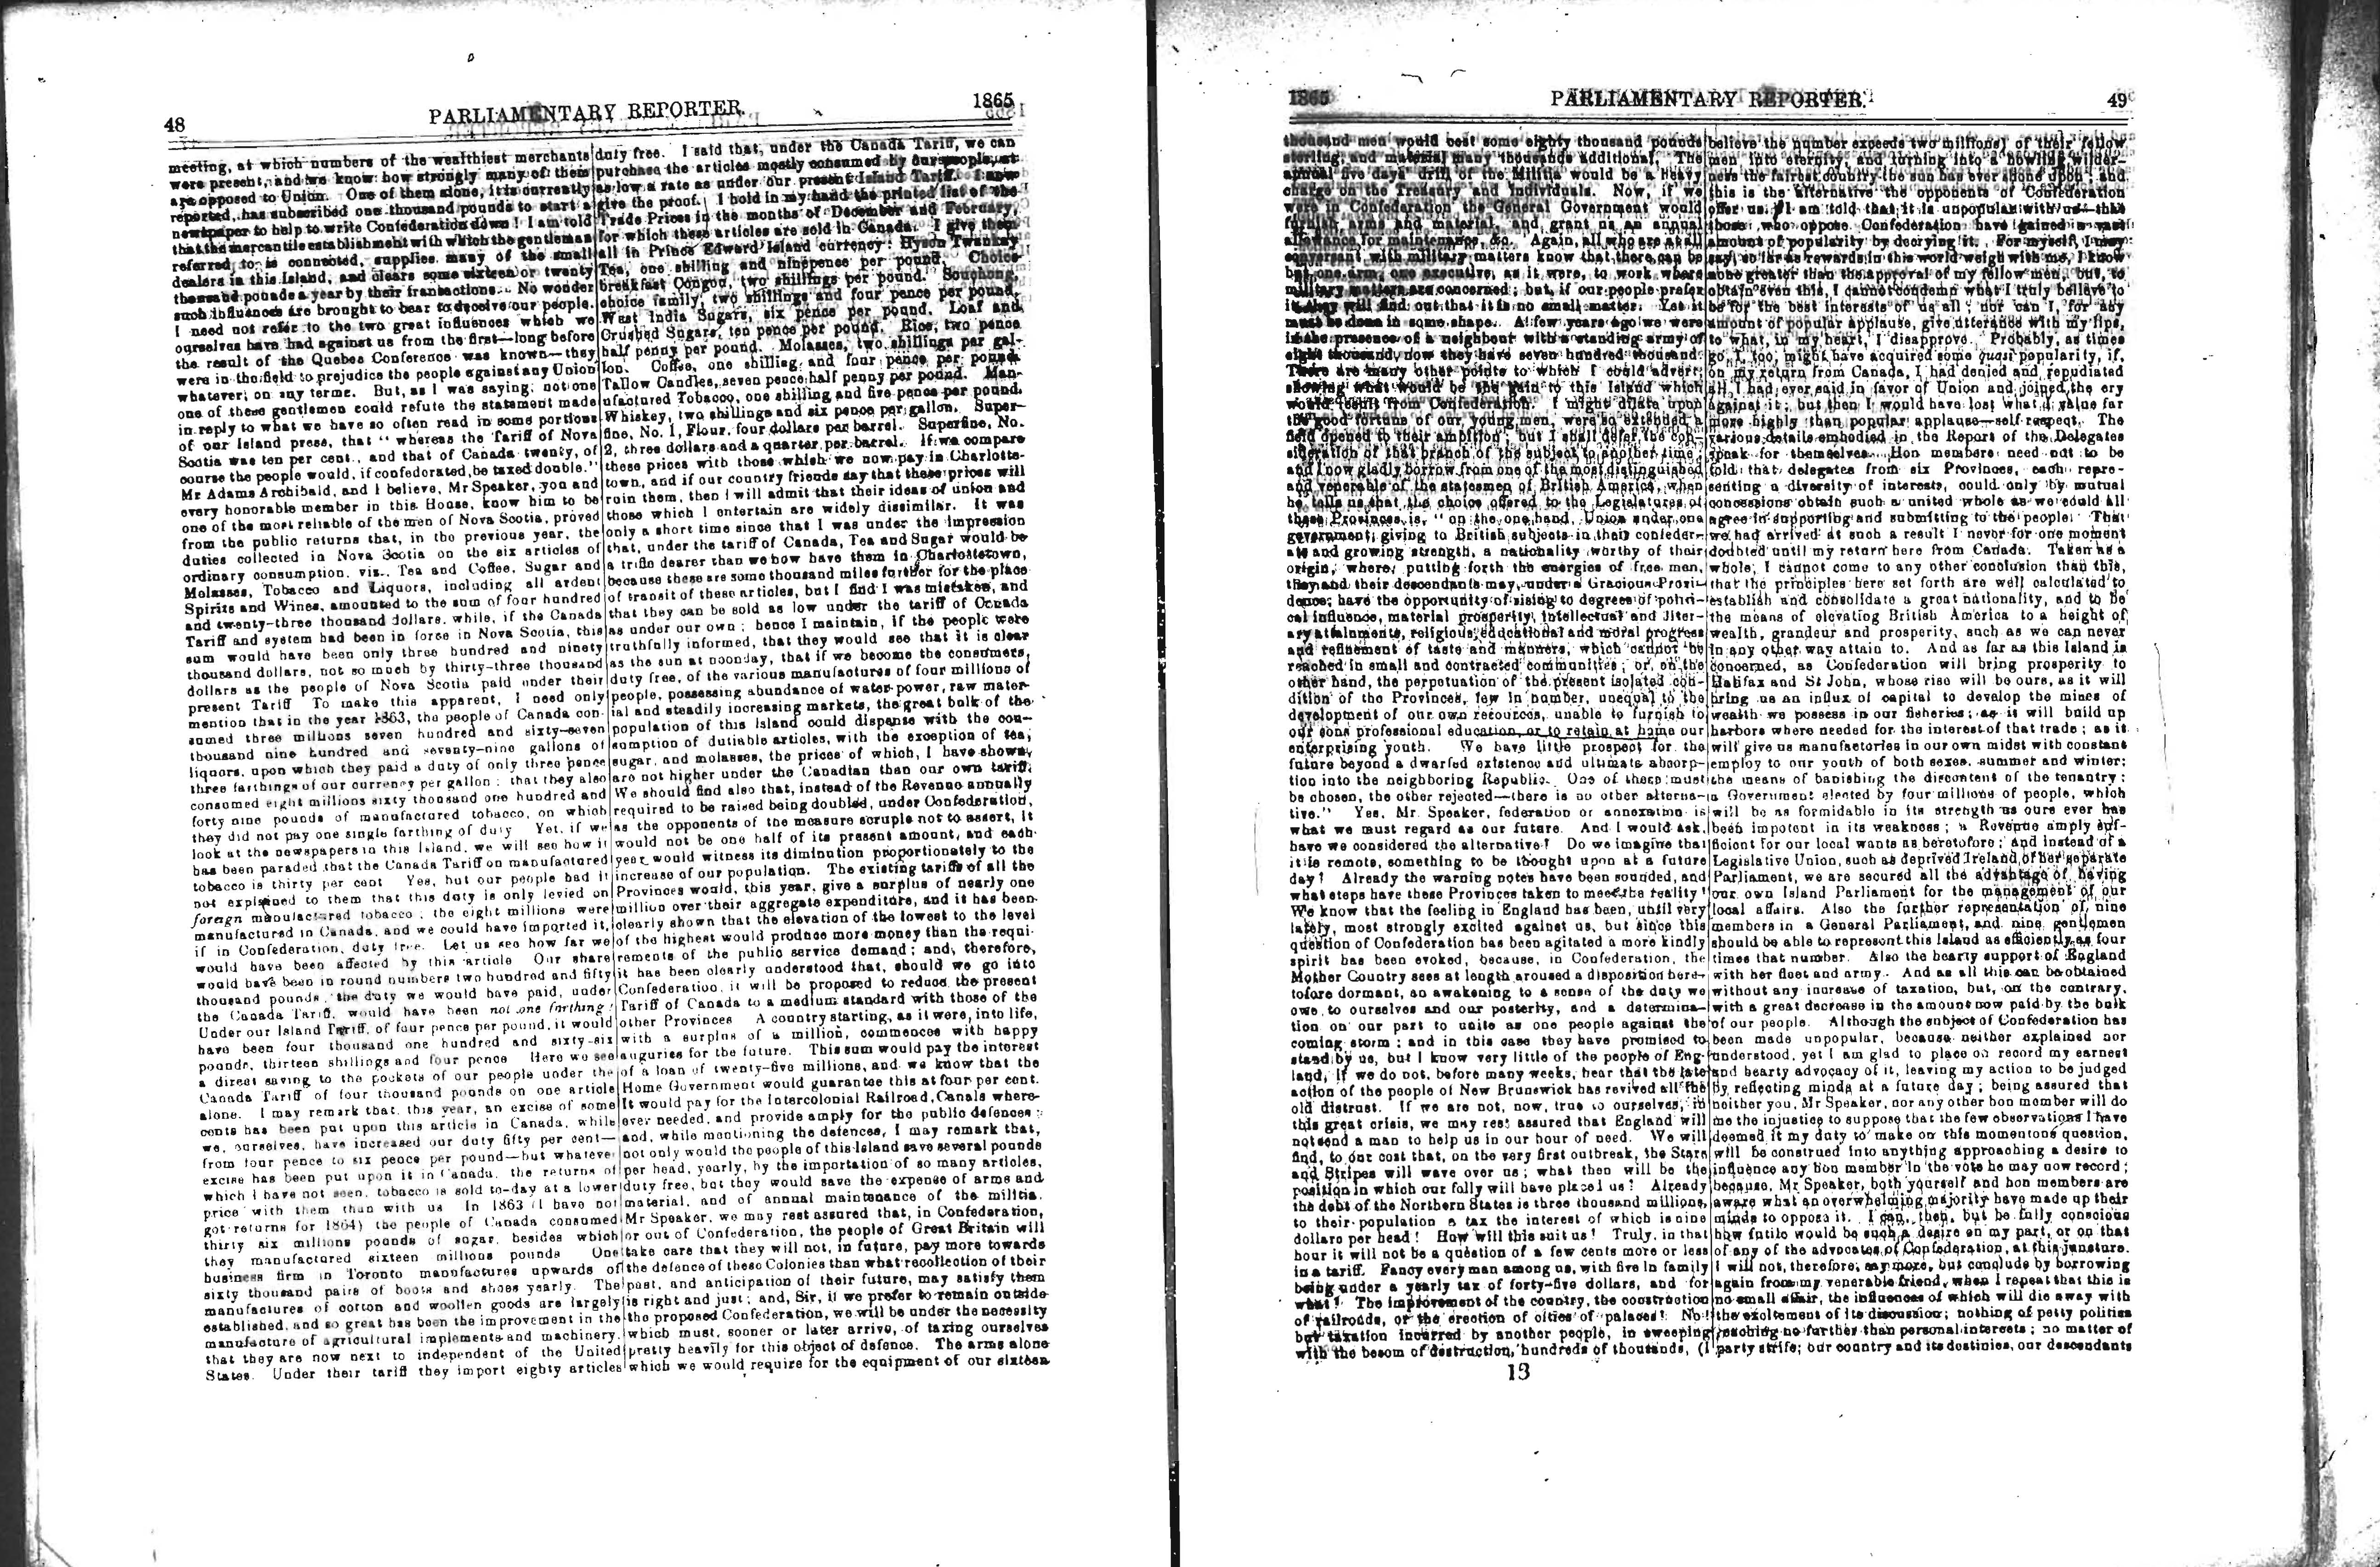 48
PARLIAMENTARY REPORTER.
1865
meeting, at which numbers of the wealthiest merchants
were present, and we know how strongly many of them
are opposed to Union. One of them alone, it is currently
reported, has subscribed one thousand pounds to start a
newspaper to help to write Confederation down! I am told
that the mercantile establishment with which the gentleman
referred to is connected, supplies many of the small
dealers in this Island, and clears some sixteen or twenty
thousand pounds a year by their transactions. No wonder
such influences are brought to bear to deceive our people.
I need not refer to the two great influences which we
ourselves have had against us from the first—long before
the result of the Quebec Conference was known—they
were in the field to prejudice the people against any Union
whatever, on any terms. But, as I was saying, not one
one of these gentlemen could refute the statement made
in reply to what we have so often read in some portions
of our Island press, that "whereas the Tariff of Nova
Scotia was ten per cent., and that of Canada twenty, of
course the people would, if confederated, be taxed double."
Mr Adams Archibald, and I believe, Mr Speaker, you and
every honorable member in this House, know him to be
one of the most reliable of the men of Nova Scotia, proved
from the public returns that, in the previous year, the
duties collected in Nova Scotia on the six articles of
ordinary consumption, viz., Tea and Coffee, Sugar and
Molasses, Tobacco and Liquors, including all ardent
Spirits and Wines, amounted to the sum of four hundred
and twenty-three thousand dollars, while, if the Canada
Tariff and system had been in force in Nova Scotia, this
sum would have been only three hundred and ninety
thousand dollars, not so much by thirty-three thousand
dollars as the people of Nova Scotia paid under their
present Tariff To make this apparent, I need only
mention that in the year 1863, the people of Canada con-
sumed three millions seven hundred and sixty-seven
thousand nine hundred and seventy-nine gallons of
liquors, upon which they paid a duty of only three pence
three farthings of our currency per gallon; that they also
consumed eight millions sixty thousand one hundred and
forty nine pounds of manufactured tobacco, on which
they did not pay one single farthing of duty Yet, if we
look at the newspapers in this Island, we will see how it
has been paraded that the Canada Tariff on manufactured
tobacco is thirty per cent Yes, but our people had it
not explained to them that this duty is only levied on
foreign manufactured tobacco; the eight millions were
manufactured in Canada, and we could have imported it,
if in Confederation, duty free. Let us see how far we
would have been affected by this article Our share
would have been in round numbers two hundred and fifty
thousand pounds, the duty we would have paid, under
the Canada Tariff, would have been not one farthing!
Under our Island Tariff, of four pence per pound, it would
have been four thousand one hundred and sixty-six
pounds, thirteen shillings and four pence Here we see
a direct saving to the pockets of our people under the
Canada Tariff of four thousand pounds on one article
alone. I may remark that, this year, an excise of some
cents has been put upon this article in Canada, while
we, ourselves, have increased our duty fifty per cent—
from four pence to six pence per pound—but whatever
excise has been put upon it in Canada, the returns of
which I have not seen, tobacco is sold to-day at a lower
price with them than with us In 1863 (I have not
got returns for 1864) the people of Canada consumed
thirty six millions pounds of sugar, besides which
they manufactured sixteen millions pounds One
business firm in Toronto manufactures upwards of
sixty thousand pairs of boots and shoes yearly. The
manufactures of cotton and woollen goods are largely
established, and so great has been the improvement in the
manufacture of agricultural implements and machinery,
that they are now next to independent of the United
States. Under their tariff they import eighty articles
duty free. I said that, under the Canada Tariff, we can
purchase the articles mostly consumed by our people, at
as low a rate as under our present Island Tariff. I now
give the proof. I hold in my hand the printed list of the
Trade Prices in the months of December and February,
for which these articles are sold in Canada. I give them
all in Prince Edward Island currency: Hyson Twankay
Tea, one shilling and ninepence per pound. Choice
breakfast Congou, two shillings per pound. Souchong,
choice family, two shillings and four pence per pound.
West India Sugars, six pence per pound. Loaf and
Crushed Sugars, ten pence per pound. Rice, two pence
half penny per pound. Molasses, two shillings per gal-
lon. Coffee, one shilling and four pence per pound.
Tallow Candles, seven pence half penny per pound. Man-
ufactured Tobacco, one shilling and five pence per pound.
Whiskey, two shillings and six pence per gallon. Super-
fine, No. 1, Flour, four dollars per barrel. Superfine, No.
2, three dollars and a quarter per barrel. If we compare
these prices with those which we now pay in Charlotte-
town, and if our country friends say that these prices will
ruin them, then I will admit that their ideas of union and
those which I entertain are widely dissimilar. It was
only a short time since that I was under the impression
that, under the tariff of Canada, Tea and Sugar would be
a trifle dearer than we now have them in Charlottetown,
because these are some thousand miles further for the place
of transit of these articles, but I find I was mistaken, and
that they can be sold as low under the tariff of Canada
as under our own; hence I maintain, if the people were
truthfully informed, that they would see that it is clear
as the sun at noonday, that if we become the consumers,
duty free, of the various manufactures of four millions of
people, possessing abundance of water-power, raw mater-
ial and steadily increasing markets, the great bulk of the
population of this Island could dispense with the con-
sumption of dutiable articles, with the exception of tea,
sugar, and molasses, the prices of which, I have shown,
are not higher under the Canadian than our own tariff.
We should find also that, instead of the Revenue annually
required to be raised being doubled, under Confederation,
as the opponents of the measure scruple not to assert, it
would not be one half of its present amount, and each
year would witness its diminution proportionately to the
increase of our population. The existing tariffs of all the
Provinces would, this year, give a surplus of nearly one
million over their aggregate expenditure, and it has been
clearly shown that the elevation of the lowest to the level
of the highest would produce more money than the requi-
rements of the public service demand; and, therefore,
it has been clearly understood that, should we go into
Confederation, it will be proposed to reduce the present
Tariff of Canada to a medium standard with those of the
other Provinces A country starting, as it were, into life,
with a surplus of a million, commences with happy
auguries for the future. This sum would pay the interest
of a loan of twenty-five millions, and we know that the
Home Government would guarantee this at four per cent.
It would pay for the Intercolonial Railroad, Canals where-
ever needed, and provide amply for the public defences;
and, while mentioning the defences, I may remark that,
not only would the people of this Island save several pounds
per head, yearly, by the importation of so many articles,
duty free, but they would save the expense of arms and
material, and of annual maintenance of the militia.
Mr Speaker, we may rest assured that, in Confederation,
or out of Confederation, the people of Great Britain will
take care that they will not, in future, pay more towards
the defence of these Colonies than what recollection of their
past, and anticipation of their future, may satisfy them
is right and just; and, Sir, if we prefer to remain outside
the proposed Confederation, we will be under the necessity
which must, sooner or later arrive, of taxing ourselves
pretty heavily for this object of defence. The arms alone
which we would require for the equipment of our sixteen
1865
PARLIAMENTARY REPORTER.
49
thousand men would cost some eighty thousand pounds
sterling, and material many thousands additional. The
annual five days' drill of the Militia would be a heavy
charge on the Treasury and individuals. Now, if we
were in Confederation the General Government would
furnish arms and material, and grant us an annual
allowance for maintenance, &c. Again, all who are at all
conversant with military matters know that there can be
but one arm, one executive, as it were, to work where
military matters are concerned; but, if our people prefer
it they will find out that it is no small matter. Yet it
must be done in some shape. A few years ago we were
in the presence of a neighbour with a standing army of
eight thousand, now they have seven hundred thousand.
There are many other points to which I could advert;
showing what would be the gain to this Island which
would result from Confederation. I might dilate upon
the good fortune of our young men, were so extended a
field opened to their ambition; but I shall defer the con-
sideration of that branch of the subject to another time;
and I now gladly borrow from one of the most distinguished
and venerable of the statesmen of British America, when
he tells us that the choice offered to the Legislatures of
these Provinces is, "on the one hand, Union under one
government, giving to British subjects in their confeder-
ate and growing strength, a nationality worthy of their
origin, where, putting forth the energies of free men,
they and their descendants may, under a Gracious Provi-
dence, have the opportunity of rising to degrees of politi-
cal influence, material prosperity, intellectual and liter-
ary attainments, religious, educational and moral progress
and refinement of taste and manners, which cannot be
reached in small and contracted communities; or, on the
other hand, the perpetuation of the present isolated con-
dition of the Provinces, few in number, unequal to the
development of our own resources, unable to furnish to
our sons professional education, or to retain at home our
enterprising youth. We have little prospect for the
future beyond a dwarfed existence and ultimate absorp-
tion into the neighboring Republic. One of these must
be chosen, the other rejected—there is no other alterna-
tive." Yes, Mr. Speaker, federation or annexation is
what we must regard as our future. And I would ask,
have we considered the alternative? Do we imagine that
it is remote, something to be thought upon at a future
day? Already the warning notes have been sounded, and
what steps have these Provinces taken to meet the reality?
We know that the feeling in England has been, until very
lately, most strongly excited against us, but since this
question of Confederation has been agitated a more kindly
spirit has been evoked, because, in Confederation, the
Mother Country sees at length aroused a disposition here-
tofore dormant, an awakening to a sense of the duty we
owe to ourselves and our posterity, and a determina-
tion on our part to unite as one people against the
coming storm; and in this case they have promised to
stand by us, but I know very little of the people of Eng-
land, if we do not, before many weeks, hear that the late
action of the people of New Brunswick has revived all the
old distrust. If we are not, now, true to ourselves, in
this great crisis, we may rest assured that England will
not send a man to help us in our hour of need. We will
find, to our cost that, on the very first outbreak, the Stars
and Stripes will wave over us; what then will be the
position in which our folly will have placed us? Already
the debt of the Northern States is three thousand millions,
to their population a tax the interest of which is nine
dollars per head! How will this suit us? Truly, in that
hour it will not be a question of a few cents more or less
in a tariff. Fancy every man among us, with five in family
being under a yearly tax of forty-five dollars, and for
what? The improvement of the country, the construction
of railroads, or the erection of cities of palaces? No!
but taxation incurred by another people, in sweeping
with the besom of destruction, hundreds of thousands, (I
believe the number exceeds two millions) of their fellow
men, into eternity, and turning into a howling wilder-
ness the fairest country the sun has ever shone upon; and
this is the alternative the opponents of Confederation
offer us. I am told that it is unpopular with us—that
those who oppose Confederation have gained a vast
amount of popularity by decrying it. For myself, I may
say, so far as rewards in this world weigh with me, I know
none greater than the approval of my fellow men, but, to
obtain even this, I cannot condemn what I truly believe to
be for the best interests of us all; nor can I, for any
amount of popular applause, give utterance with my lips,
to what, in my heart, I disapprove. Probably, as times
go, I, too, might have acquired some quasi popularity, if,
on my return from Canada, I had denied and repudiated
all I had ever said in favor of Union and joined the cry
against it; but then I would have lost what I value far
more highly than popular applause—self respect. The
various details embodied in the Report of the Delegates
speak for themselves. Hon members need not to be
told that delegates from six Provinces, each repre-
senting a diversity of interests, could only by mutual
concessions obtain such a united whole as we could all
agree in supporting and submitting to the people. That
we had arrived at such a result I never for one moment
doubted until my return here from Canada. Taken as a
whole, I cannot come to any other conclusion than this,
that the principles here set forth are well calculated to
establish and consolidate a great nationality, and to be
the means of elevating British America to a height of
wealth, grandeur and prosperity, such as we can never
in any other way attain to. And as far as this Island is
concerned, as Confederation will bring prosperity to
Halifax and St John, whose rise will be ours, as it will
bring us an influx of capital to develop the mines of
wealth we possess in our fisheries; as it will build up
harbors where needed for the interest of that trade; as it
will give us manufactories in our own midst with constant
employ to our youth of both sexes, summer and winter;
the means of banishing the discontent of the tenantry;
a Government elected by four millions of people, which
will be as formidable in its strength as ours ever has
been impotent in its weakness; a Revenue amply suf-
ficient for our local wants as heretofore; and instead of a
Legislative Union, such as deprived Ireland of her separate
Parliament, we are secured all the advantage of having
our own Island Parliament for the management of our
local affairs. Also the further representation of nine
members in a General Parliament, and nine gentlemen
should be able to represent this Island as efficiently as four
times that number. Also the hearty support of England
with her fleet and army. And as all this can be obtained
without any increase of taxation, but, on the contrary,
with a great decrease in the amount now paid by the bulk
of our people. Although the subject of Confederation has
been made unpopular, because neither explained nor
understood, yet I am glad to place on record my earnest
and hearty advocacy of it, leaving my action to be judged
by reflecting minds at a future day; being assured that
neither you, Mr Speaker, nor any other hon member will do
me the injustice to suppose that the few observations I have
deemed it my duty to make on this momentous question,
will be construed into anything approaching a desire to
influence any hon member in the vote he may now record;
because, Mr Speaker, both yourself and hon members are
aware what an overwhelming majority have made up their
minds to oppose it. I can, then, but be fully conscious
how futile would be such a desire on my part, or on that
of any of the advocates of Confederation, at this juncture.
I will not, therefore, say more, but conclude by borrowing
again from my venerable friend, when I repeat that this is
no small affair, the influences of which will die away with
the excitement of its discussion; nothing of petty politics
reaching no further than personal interests; no matter of
party strife; our country and its destinies, our descendants
13